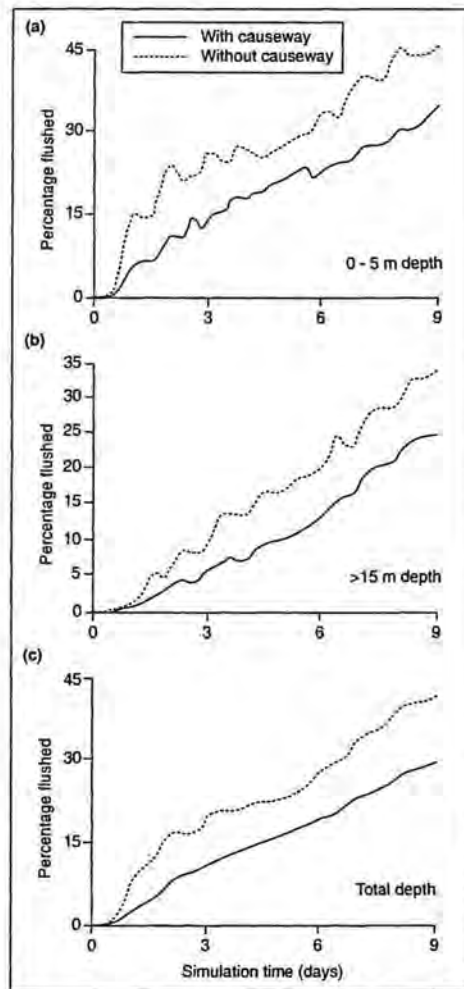 (a)
With causeway
Without causeway
45
30
15
0
Percentage flushed
0 - 5 m depth
0 3 6 9
(b)
35
30
25
20
15
10
5
0
Percentage flushed
>15 m depth
0 3 6 9
(c)
45
30
15
0
Percentage flushed
Total depth
0 3 6 9
Simulation time (days)